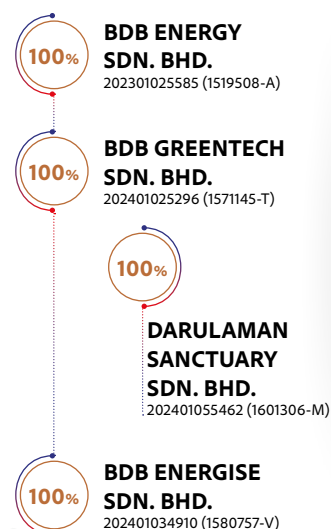 100%
BDB ENERGY
SDN. BHD.
202301025585 (1519508-A)
100%
BDB GREENTECH
SDN. BHD.
202401025296 (1571145-T)
100%
DARULAMAN
SANCTUARY
SDN. BHD.
202401055462 (1601306-M)
100%
BDB ENERGISE
SDN. BHD.
202401034910 (1580757-V)